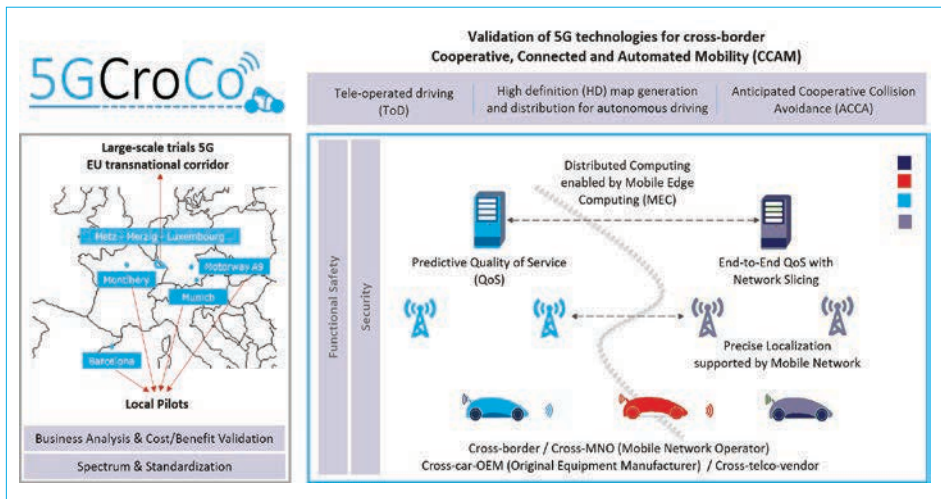 5GCroCo
Large-scale trials 5G
EU transnational corridor
Metz - Merzig - Luxembourg
Montlhéry
Motorway A9
Munich
Barcelona
Local Pilots
Business Analysis & Cost/Benefit Validation
Spectrum & Standardization
Validation of 5G technologies for cross-border
Cooperative, Connected and Automated Mobility (CCAM)
Tele-operated driving
(ToD)
High definition (HD) map generation
and distribution for autonomous driving
Anticipated Cooperative Collision
Avoidance (ACCA)
Functional Safety
Security
Distributed Computing
enabled by Mobile Edge
Computing (MEC)
Predictive Quality of Service
(QoS)
End-to-End QoS with
Network Slicing
Precise Localization
supported by Mobile Network
Cross-border / Cross-MNO (Mobile Network Operator)
Cross-car-OEM (Original Equipment Manufacturer) / Cross-telco-vendor